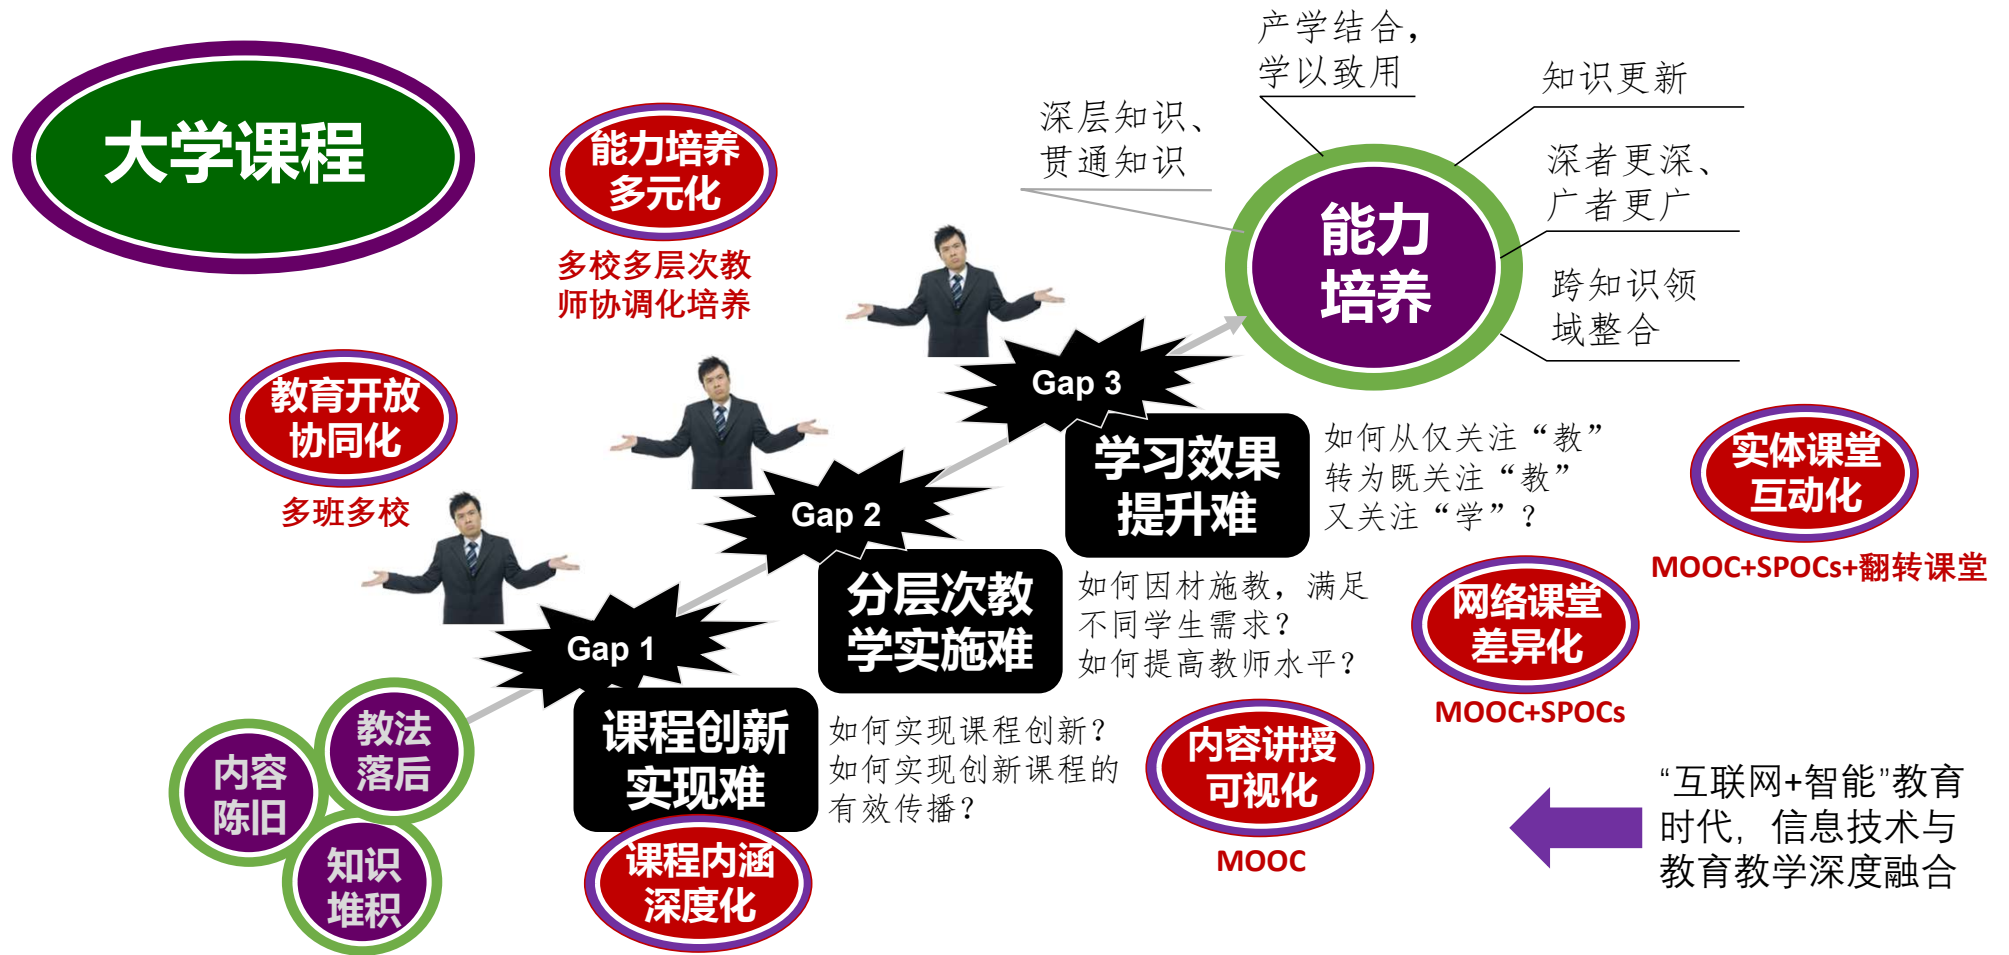 大学课程
能力培养
多元化
多校多层次教
师协调化培养
教育开放
协同化
多班多校
产学结合，
学以致用
深层知识、
贯通知识
知识更新
深者更深、
广者更广
跨知识领
域整合
能力
培养
Gap 3
学习效果
提升难
如何从仅关注“教”
转为既关注“教”
又关注“学”？
实体课堂
互动化
MOOC+SPOCs+翻转课堂
Gap 2
分层次教
学实施难
如何因材施教，满足
不同学生需求？
如何提高教师水平？
网络课堂
差异化
MOOC+SPOCs
Gap 1
课程创新
实现难
如何实现课程创新？
如何实现创新课程的
有效传播？
内容讲授
可视化
MOOC
课程内涵
深度化
教法
落后
内容
陈旧
知识
堆积
“互联网+智能”教育
时代，信息技术与
教育教学深度融合